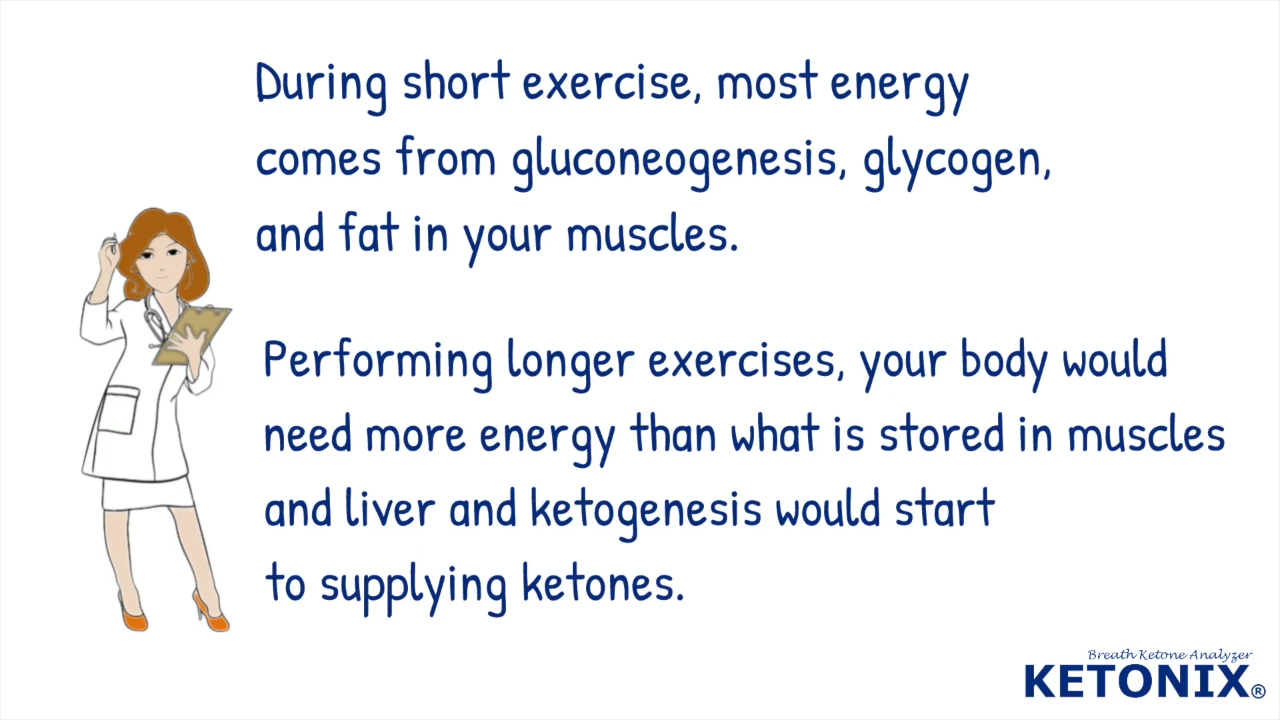 During short exercise, most energy
comes from gluconeogenesis, glycogen,
and fat in your muscles.
Performing longer exercises, your body would
need more energy than what is stored in muscles
and liver and ketogenesis would start
to supplying ketones.
Breath Ketone Analyzer
KETONIX®